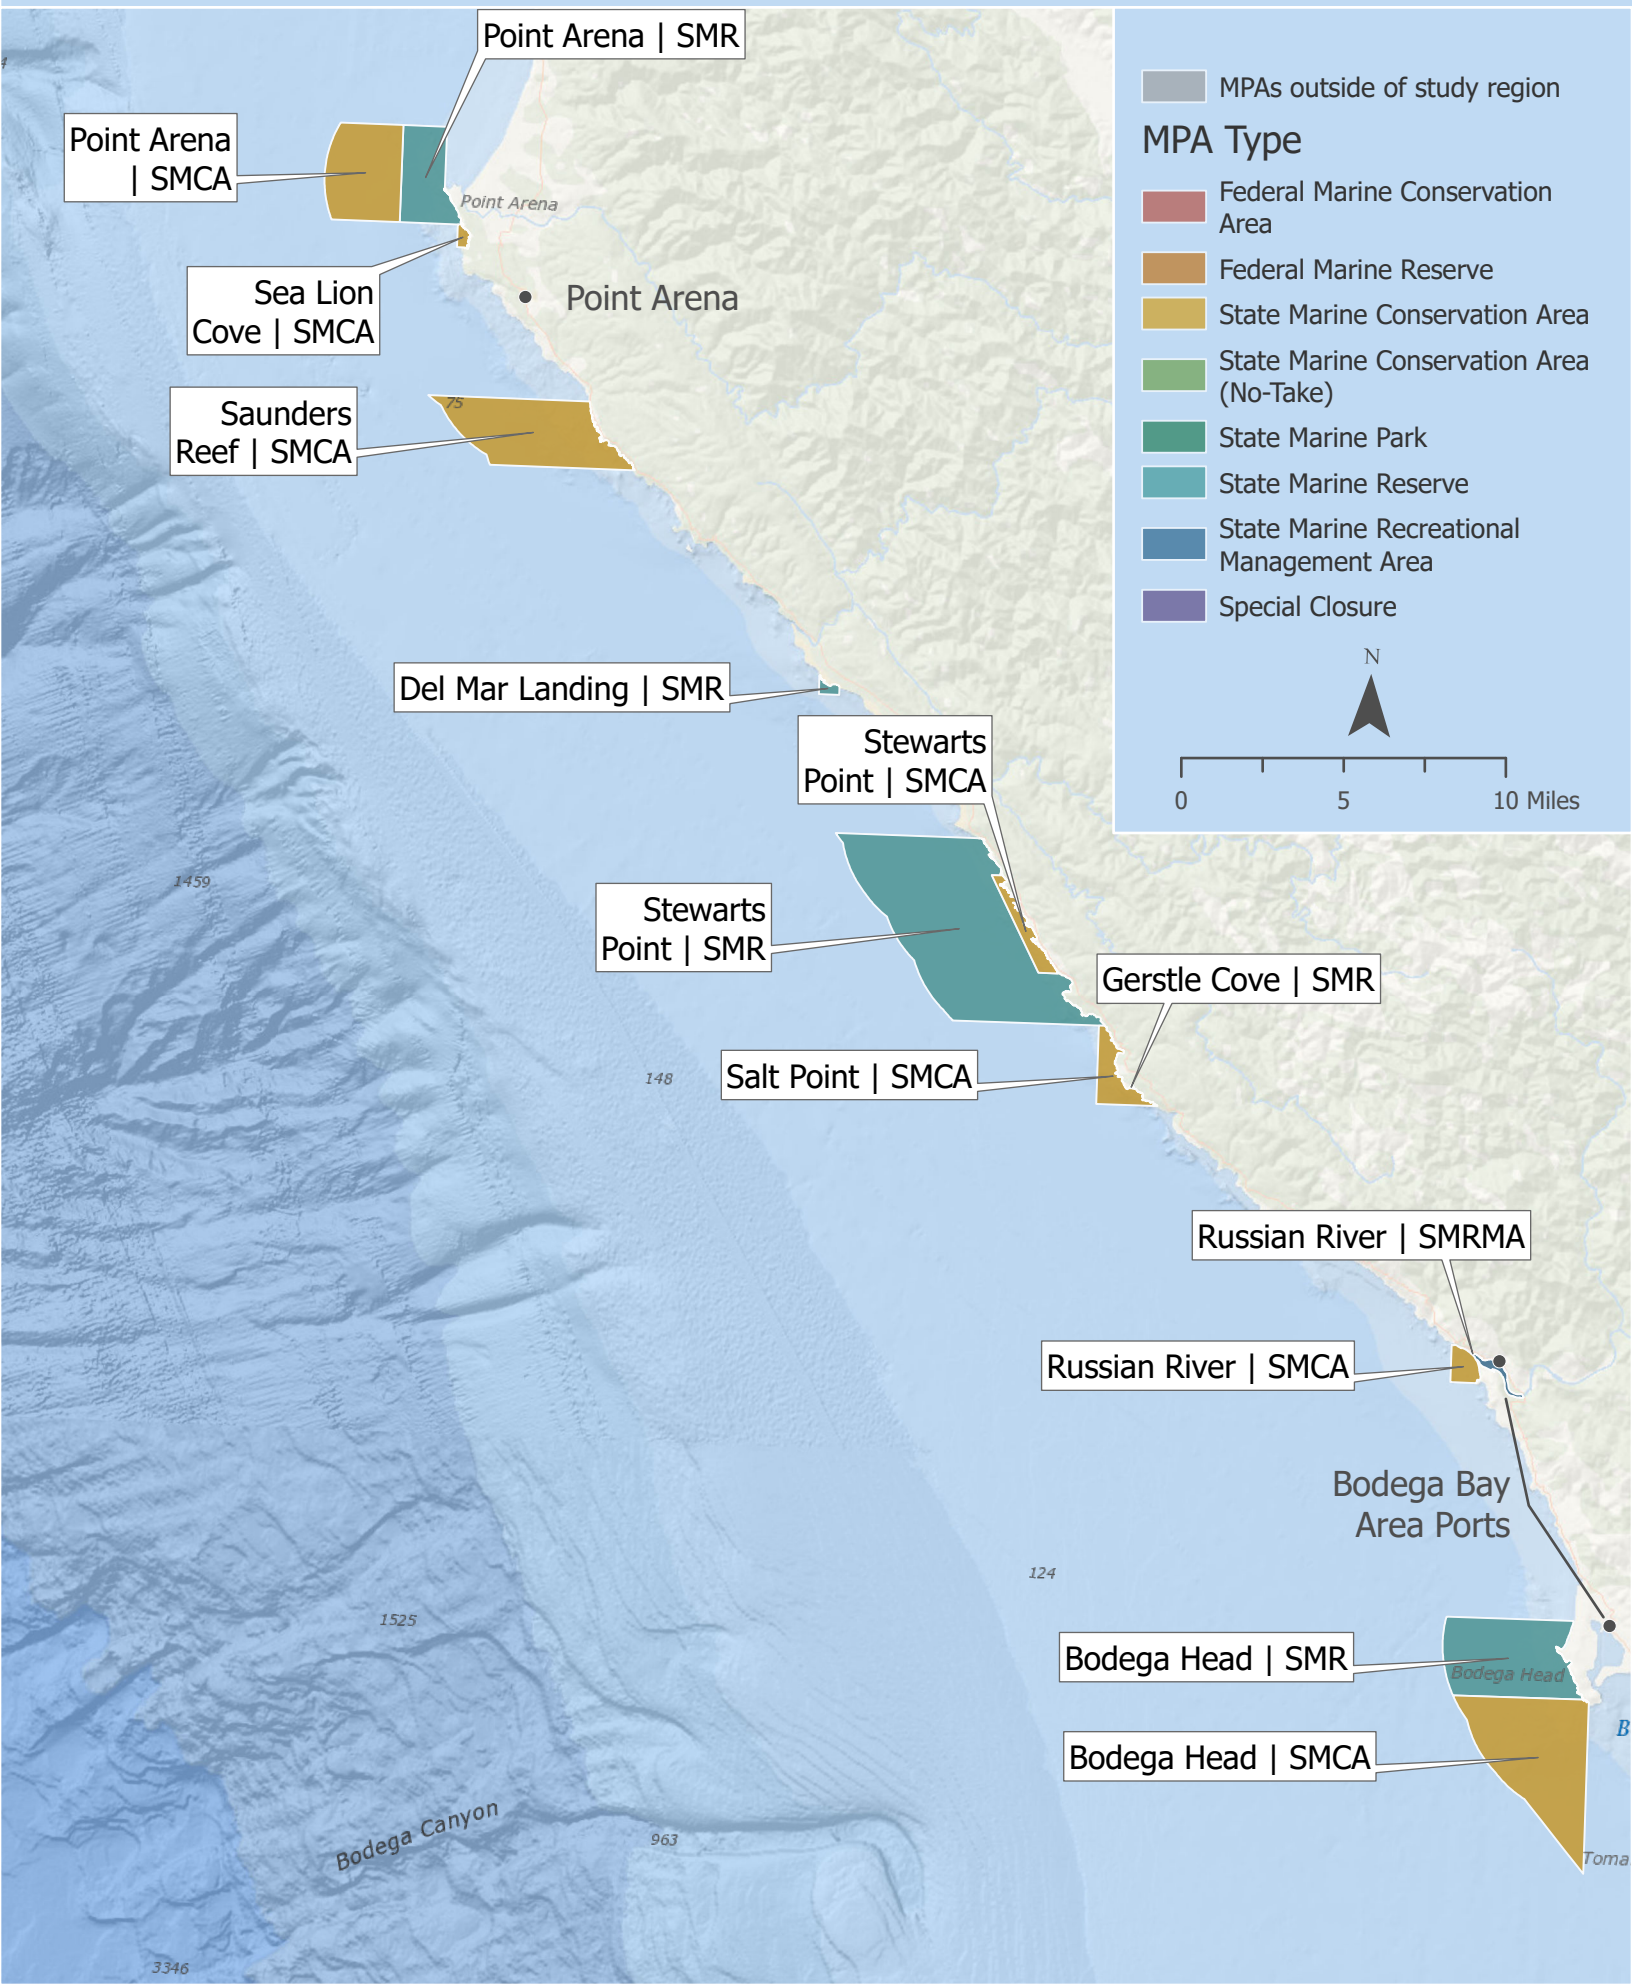 Point Arena | SMR
Point Arena
| SMCA
Point Arena
Sea Lion
Cove | SMCA
Point Arena
Saunders
Reef | SMCA
75
Del Mar Landing | SMR
Stewarts
Point | SMCA
1459
Stewarts
Point | SMR
Gerstle Cove | SMR
148
Salt Point | SMCA
Russian River | SMRMA
Russian River | SMCA
Bodega Bay
Area Ports
124
1525
Bodega Head | SMR
Bodega Head
B
Bodega Head | SMCA
Bodega Canyon
963
Toma
3346
MPAs outside of study region
MPA Type
Federal Marine Conservation
Area
Federal Marine Reserve
State Marine Conservation Area
State Marine Conservation Area
(No-Take)
State Marine Park
State Marine Reserve
State Marine Recreational
Management Area
Special Closure
N
0 5 10 Miles